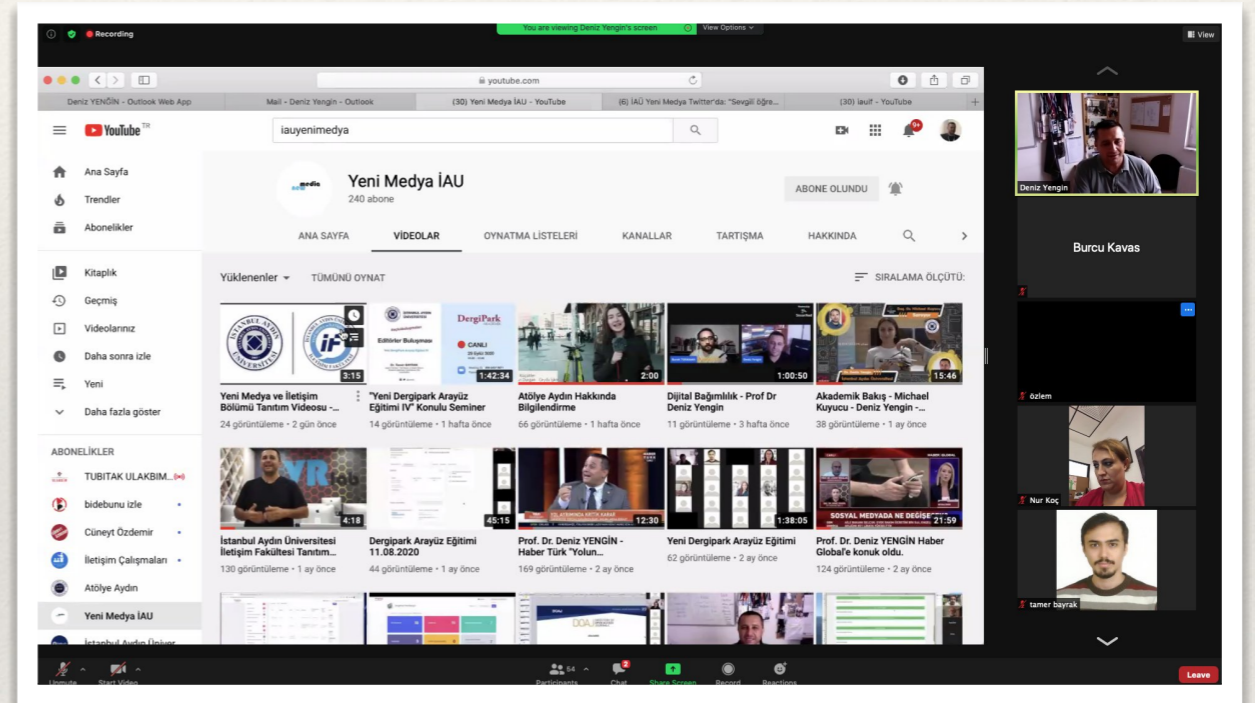 Recording
You are viewing Deniz Yengin's screen
View Options
View
youtube.com
Deniz YENĞİN - Outlook Web App
Mail - Deniz Yengin - Outlook
(30) Yeni Medya İAU - YouTube
(6) İAÜ Yeni Medya Twitter'da: "Sevgili öğre...
(30) iauif - YouTube
YouTube TR
iauyenimedya
9+
Ana Sayfa
Trendler
Abonelikler
Kitaplık
Geçmiş
Videolarınız
Daha sonra izle
Yeni
Daha fazla göster
ABONELİKLER
TUBITAK ULAKBIM...
bidebunu izle
Cüneyt Özdemir
İletişim Çalışmaları
Atölye Aydın
Yeni Medya İAU
İstanbul Aydın Üniver
Yeni Medya İAU
240 abone
ABONE OLUNDU
ANA SAYFA
VİDEOLAR
OYNATMA LİSTELERİ
KANALLAR
TARTIŞMA
HAKKINDA
Yüklenenler
TÜMÜNÜ OYNAT
SIRALAMA ÖLÇÜTÜ:
3:15
Yeni Medya ve İletişim
Bölümü Tanıtım Videosu -...
24 görüntüleme • 2 gün önce
Editörler Buluşması
DergiPark
CANLI
1:42:34
"Yeni Dergipark Arayüz
Eğitimi IV" Konulu Seminer
14 görüntüleme • 1 hafta önce
2:00
Atölye Aydın Hakkında
Bilgilendirme
66 görüntüleme • 1 hafta önce
1:00:50
Dijital Bağımlılık - Prof Dr
Deniz Yengin
11 görüntüleme • 3 hafta önce
15:46
Akademik Bakış - Michael
Kuyucu - Deniz Yengin -...
38 görüntüleme • 1 ay önce
4:18
İstanbul Aydın Üniversitesi
İletişim Fakültesi Tanıtım...
130 görüntüleme • 1 ay önce
45:15
Dergipark Arayüz Eğitimi
11.08.2020
44 görüntüleme • 1 ay önce
12:30
Prof. Dr. Deniz YENGİN -
Haber Türk "Yolun...
169 görüntüleme • 2 ay önce
1:38:05
Yeni Dergipark Arayüz Eğitimi
62 görüntüleme • 2 ay önce
HABER GLOBAL
SOSYAL MEDYADA NE DEĞİŞE
21:59
Prof. Dr. Deniz YENGİN Haber
Global'e konuk oldu.
124 görüntüleme • 2 ay önce
DOAJ
Deniz Yengin
Burcu Kavas
özlem
Nur Koç
tamer bayrak
Unmute
Start Video
54
Participants
2
Chat
Share Screen
Record
Reactions
Leave